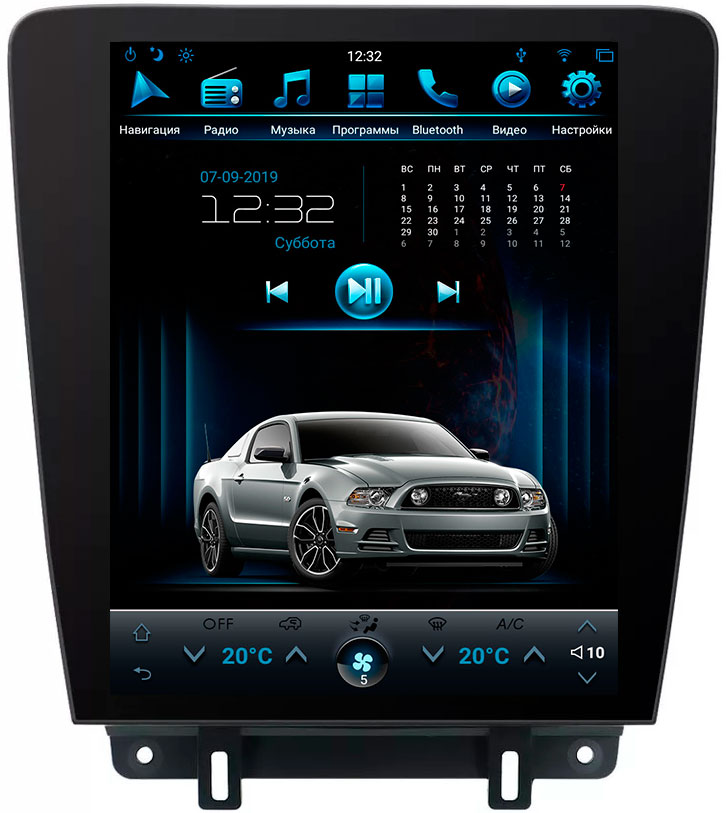 12:32
Навигация Радио Музыка Программы Bluetooth Видео Настройки
07-09-2019
12:32
Суббота
ВС ПН ВТ СР ЧТ ПТ СБ
1 2 3 4 5 6 7
8 9 10 11 12 13 14
15 16 17 18 19 20 21
22 23 24 25 26 27 28
29 30 1 2 3 4 5
6 7 8 9 10 11 12
5.0
OFF A/C
20°C 20°C 10
5